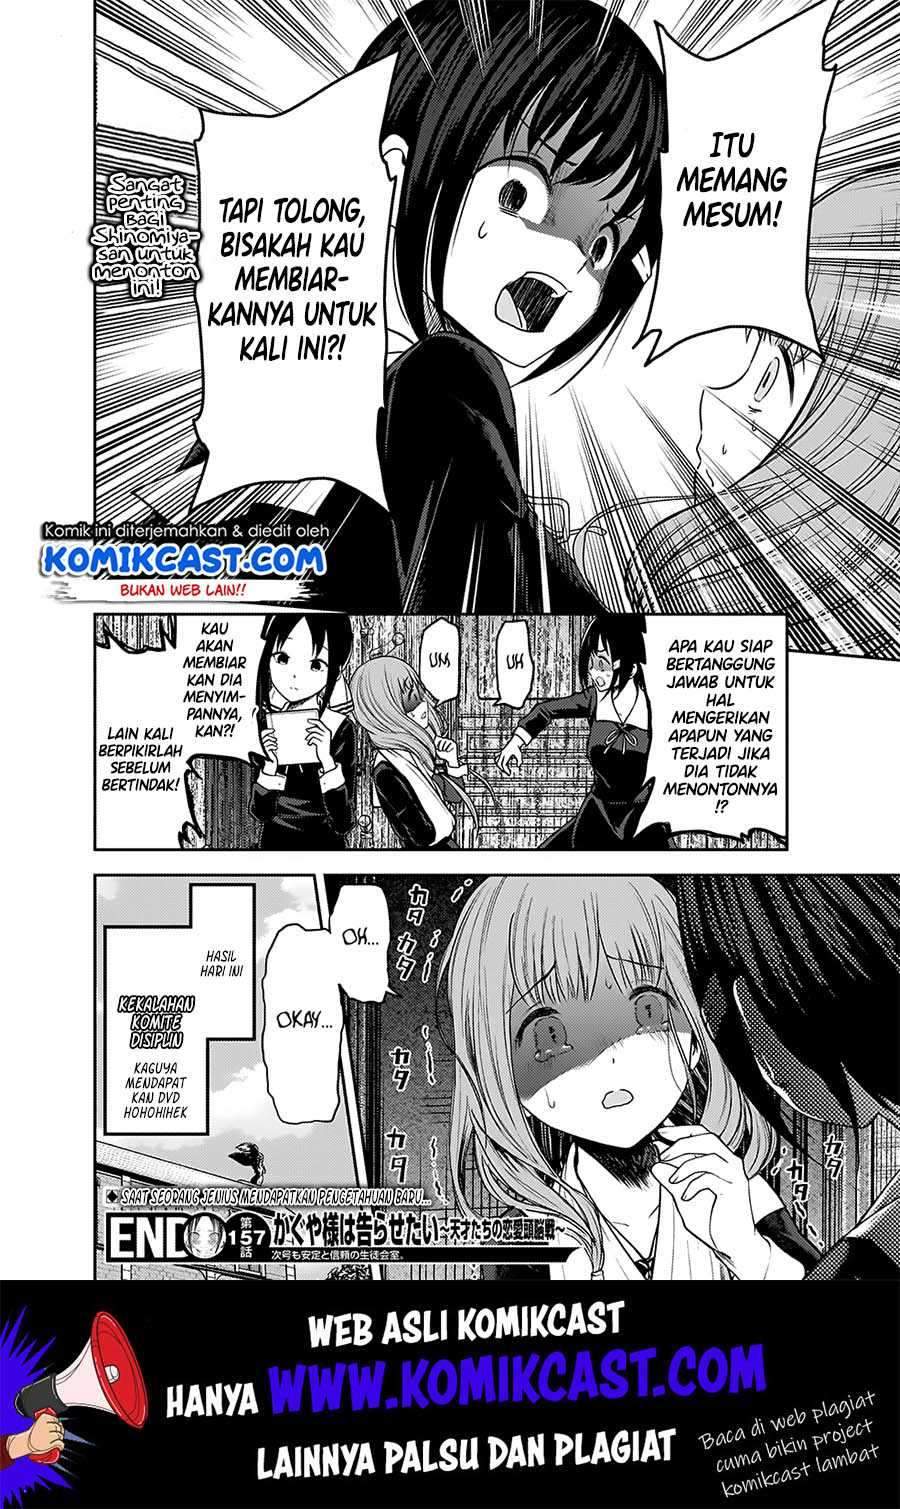 ITU
MEMANG
MESUM!
TAPI TOLONG,
BISAKAH KAU
MEMBIAR-
KANNYA UNTUK
KALI INI?!
Sangat
penting
Bagi
Shinomiya-
san untuk
menonton
ini!
Komik ini diterjemahkan & diedit oleh
KOMIKCAST.COM
BUKAN WEB LAIN!!
APA KAU SIAP
BERTANGGUNG
JAWAB UNTUK
HAL
MENGERIKAN
APAPUN YANG
TERJADI JIKA
DIA TIDAK
MENONTONNYA
!?
UH
UM
KAU
AKAN
MEMBIAR
KAN DIA
MENYIM-
PANNYA,
KAN?!
LAIN KALI
BERPIKIRLAH
SEBELUM
BERTINDAK!
カタ
カタ
カタ
カタ
カタ
カタ
OK...
OKAY...
HASIL
HARI INI
KEKALAHAN
KOMITE
DISIPLIN
KAGUYA
MENDAPAT
KAN DVD
HOHOHIHEK
◆SAAT SEORANG JENIUS MENDAPATKAN PENGETAHUAN BARU...
END 第157話 かぐや様は告らせたい～天才たちの恋愛頭脳戦～
次号も安定と信頼の生徒会室。
WEB ASLI KOMIKCAST
HANYA WWW.KOMIKCAST.COM
LAINNYA PALSU DAN PLAGIAT
Baca di web plagiat
cuma bikin project
komikcast lambat